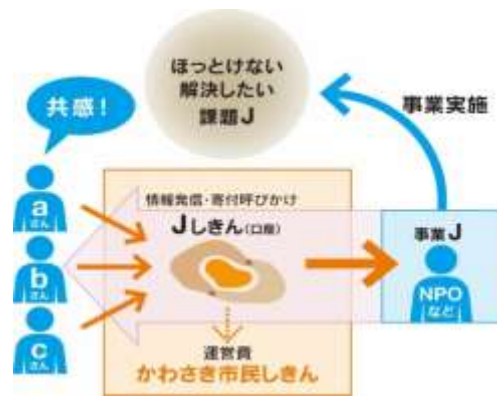 ほっとけない
解決したい
課題J
共感!
事業実施
aさん
bさん
cさん
情報発信・寄付呼びかけ
Jしきん(口座)
事業J
NPO
など
運営費
かわさき市民しきん